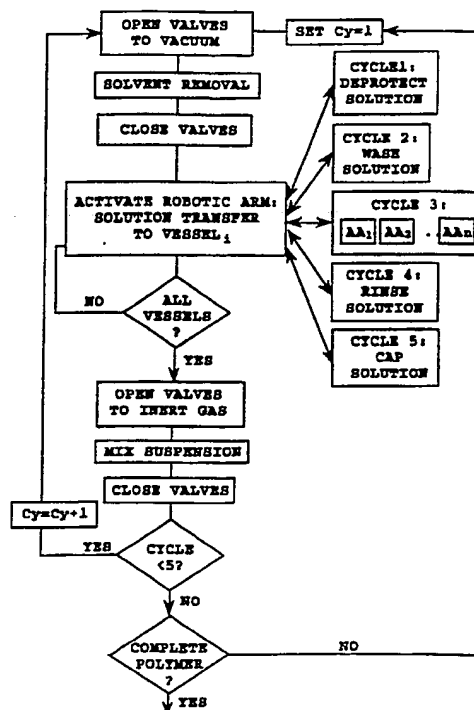 OPEN VALVES
TO VACUUM
SET Cy=1
SOLVENT REMOVAL
CLOSE VALVES
CYCLE1:
DEPROTECT
SOLUTION
CYCLE 2:
WASE
SOLUTION
ACTIVATE ROBOTIC ARM:
SOLUTION TRANSFER
TO VESSELi
CYCLE 3:
AA1 AA2 .. AAn
NO
ALL
VESSELS
?
CYCLE 4:
RINSE
SOLUTION
YES
CYCLE 5:
CAP
SOLUTION
OPEN VALVES
TO INERT GAS
MIX SUSPENSION
CLOSE VALVES
Cy=Cy+1
YES
CYCLE
<5?
NO
COMPLETE
POLYMER
?
NO
YES